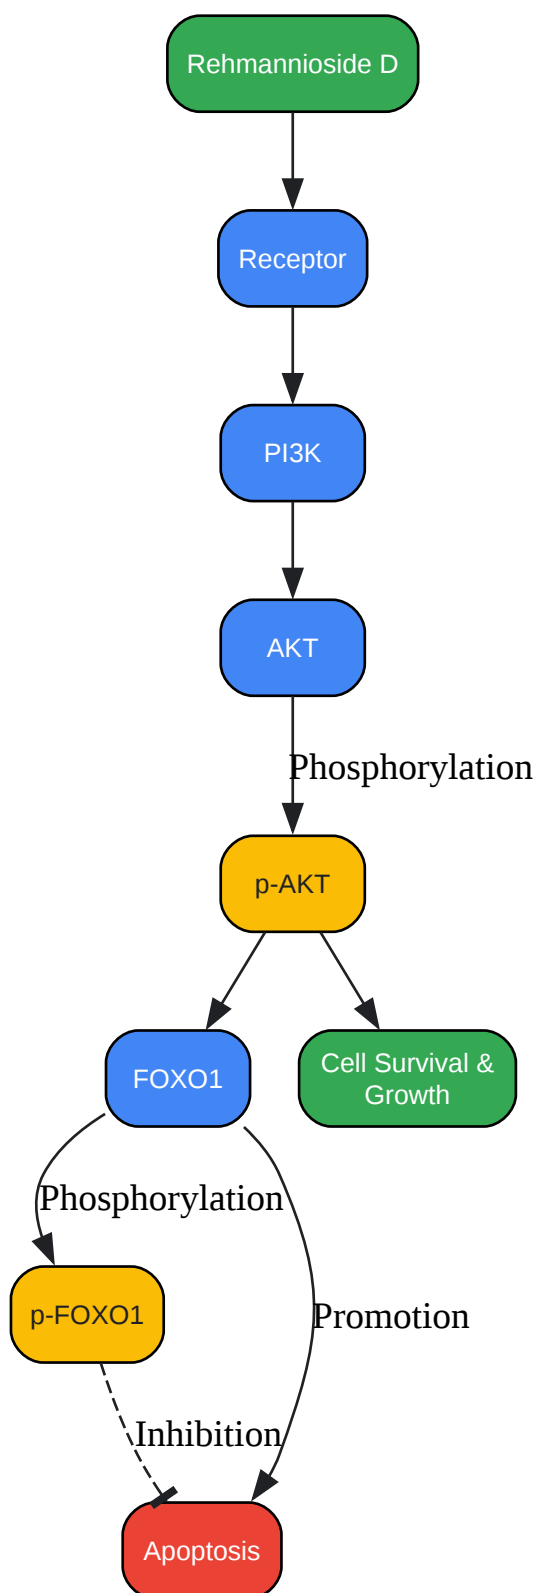 Rehmannioside D
Receptor
PI3K
AKT
Phosphorylation
p-AKT
FOXO1
Cell Survival &
Growth
Phosphorylation
p-FOXO1
Promotion
Inhibition
Apoptosis